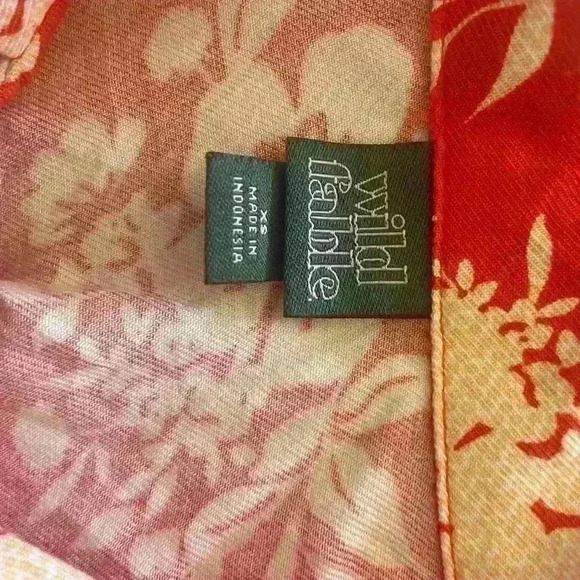 wild
fable.
XS
MADE IN
INDONESIA